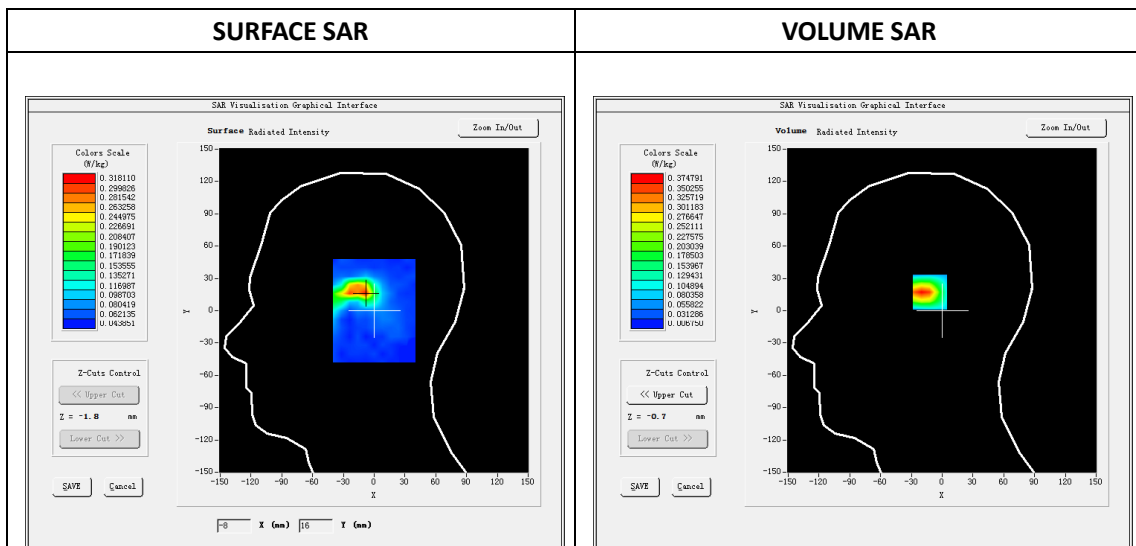 SURFACE SAR
VOLUME SAR
SAR Visualisation Graphical Interface
Surface Radiated Intensity
Zoom In/Out
Colors Scale
(W/kg)
0.318110
0.299826
0.281542
0.263258
0.244975
0.226691
0.208407
0.190123
0.171839
0.153555
0.135271
0.116987
0.098703
0.080419
0.062135
0.043851
Z-Cuts Control
<< Upper Cut
Z = -1.8 mm
Lower Cut >>
SAVE
Cancel
150
120
90
60
30
0
-30
-60
-90
-120
-150
Y
-150 -120 -90 -60 -30 0 30 60 90 120 150
X
-8 X (mm) 16 Y (mm)
SAR Visualisation Graphical Interface
Volume Radiated Intensity
Zoom In/Out
Colors Scale
(W/kg)
0.374791
0.350255
0.325719
0.301183
0.276647
0.252111
0.227575
0.203039
0.178503
0.153967
0.129431
0.104894
0.080358
0.055822
0.031286
0.006750
Z-Cuts Control
<< Upper Cut
Z = -0.7 mm
Lower Cut >>
SAVE
Cancel
150
120
90
60
30
0
-30
-60
-90
-120
-150
Y
-150 -120 -90 -60 -30 0 30 60 90 120 150
X